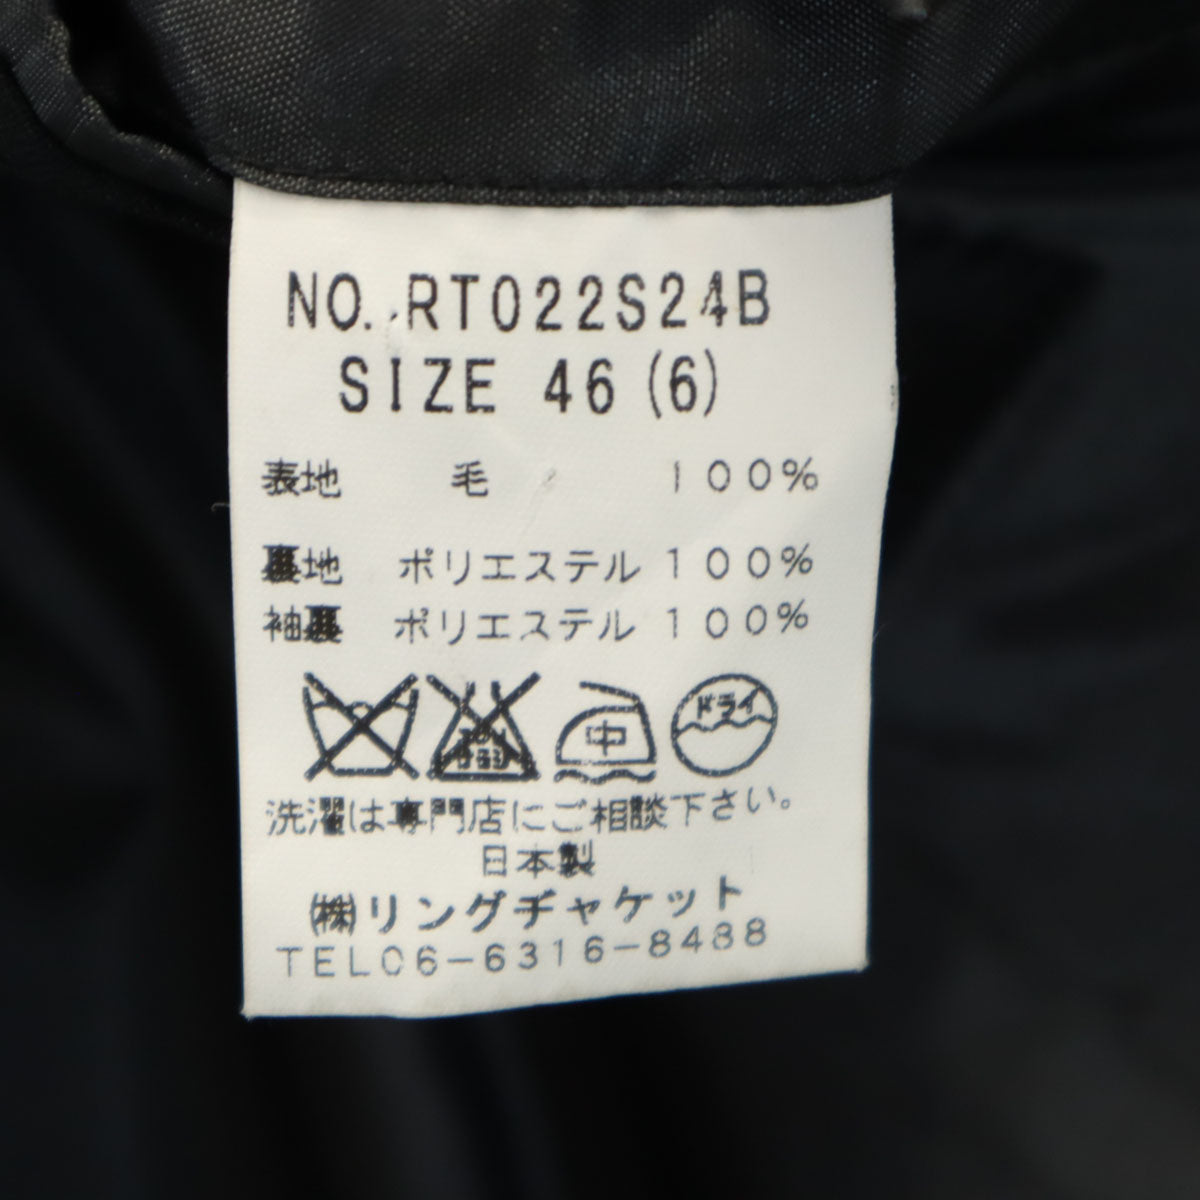 NO. RT022S24B
SIZE 46 (6)
表地 毛 100%
裏地 ポリエステル 100%
袖裏 ポリエステル 100%
中 ドライ
洗濯は専門店にご相談下さい。
日本製
㈱リングヂャケット
TEL06-6316-8488